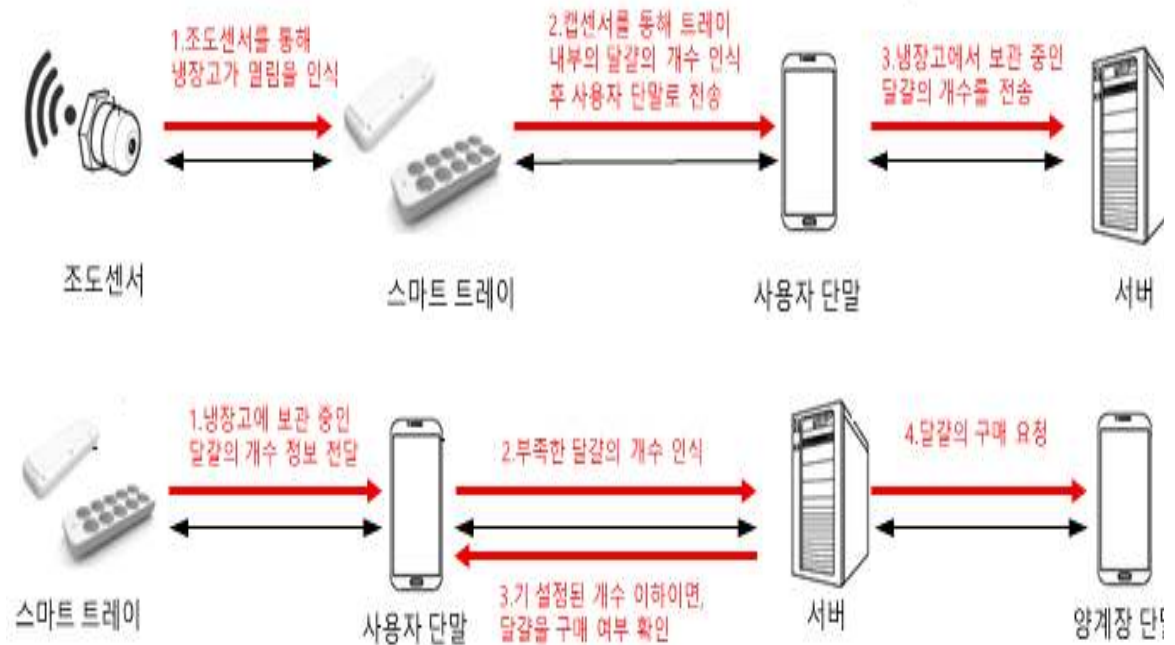 1.조도센서를 통해
냉장고가 열림을 인식
2.캡센서를 통해 트레이
내부의 달걀의 개수 인식
후 사용자 단말로 전송
3.냉장고에서 보관 중인
달걀의 개수를 전송
조도센서
스마트 트레이
사용자 단말
서버
1.냉장고에 보관 중인
달걀의 개수 정보 전달
2.부족한 달걀의 개수 인식
4.달걀의 구매 요청
3.기 설정된 개수 이하이면,
달걀을 구매 여부 확인
스마트 트레이
사용자 단말
서버
양계장 단말